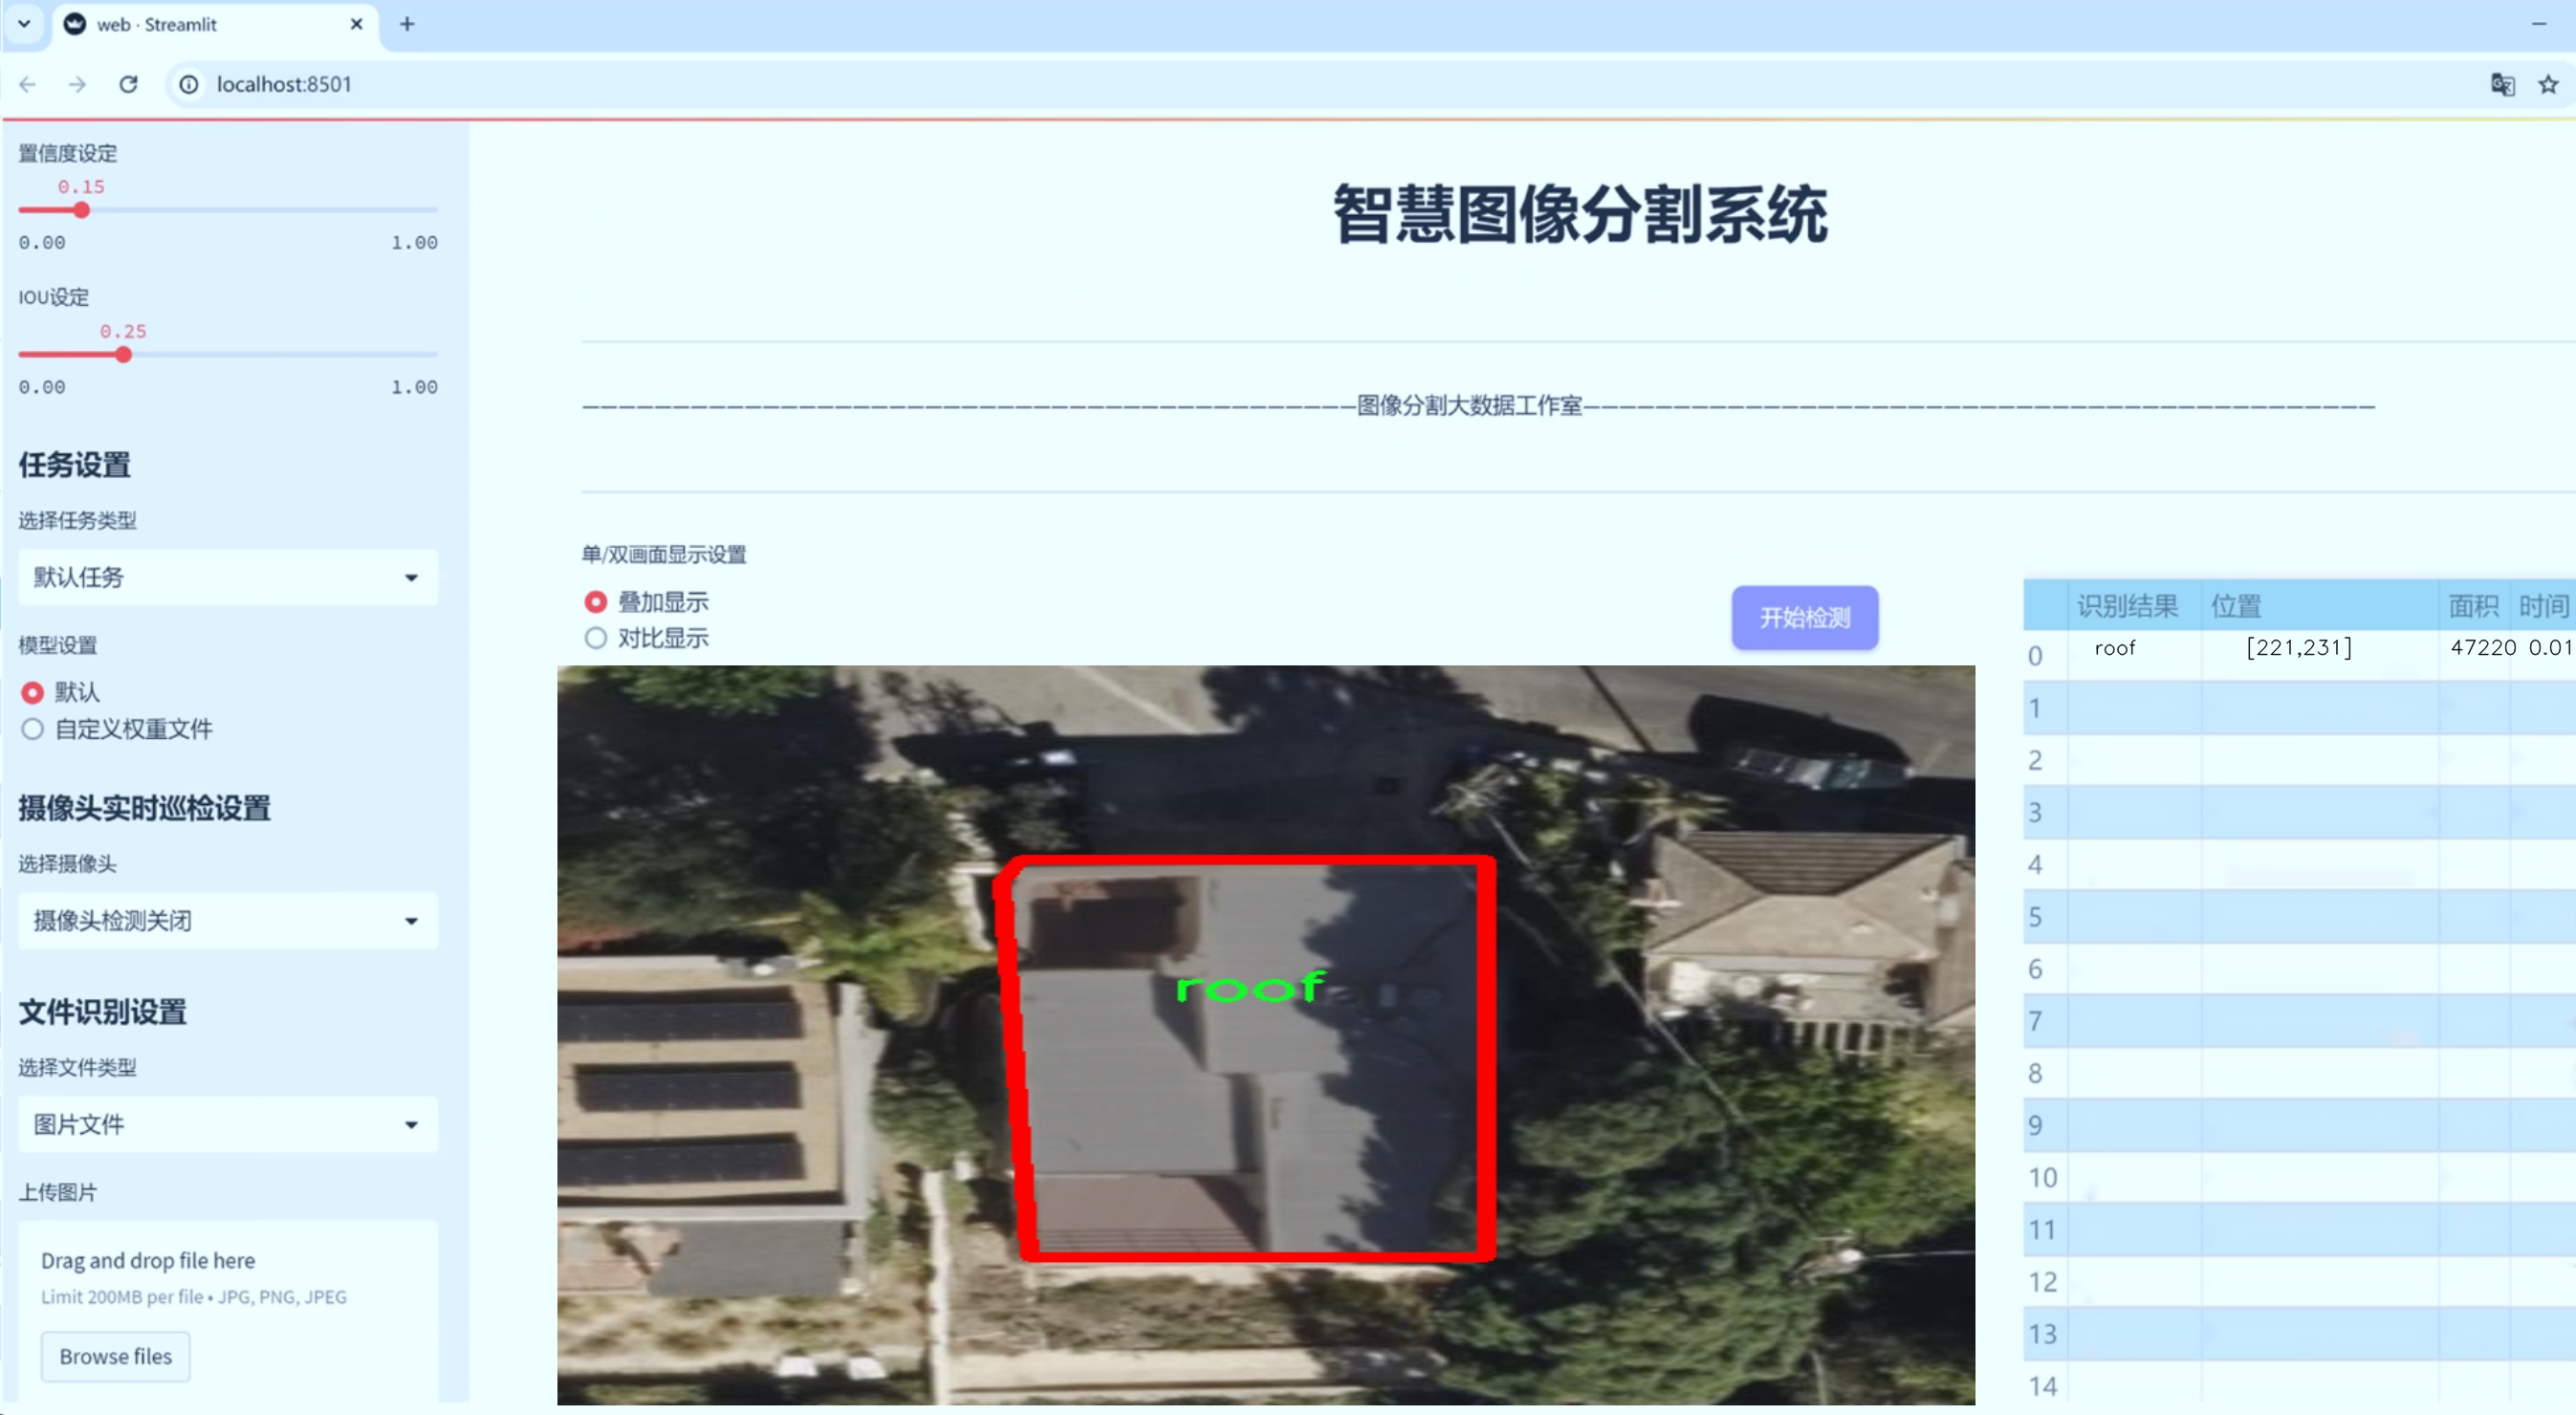 web · Streamlit
localhost:8501
置信度设定
0.15
0.00 1.00
IOU设定
0.25
0.00 1.00
任务设置
选择任务类型
默认任务
模型设置
默认
自定义权重文件
摄像头实时巡检设置
选择摄像头
摄像头检测关闭
文件识别设置
选择文件类型
图片文件
上传图片
Drag and drop file here
Limit 200MB per file • JPG, PNG, JPEG
Browse files
智慧图像分割系统
图像分割大数据工作室
单/双画面显示设置
叠加显示
对比显示
开始检测
roof
识别结果 位置 面积 时间
0 roof [221,231] 47220 0.01
1
2
3
4
5
6
7
8
9
10
11
12
13
14